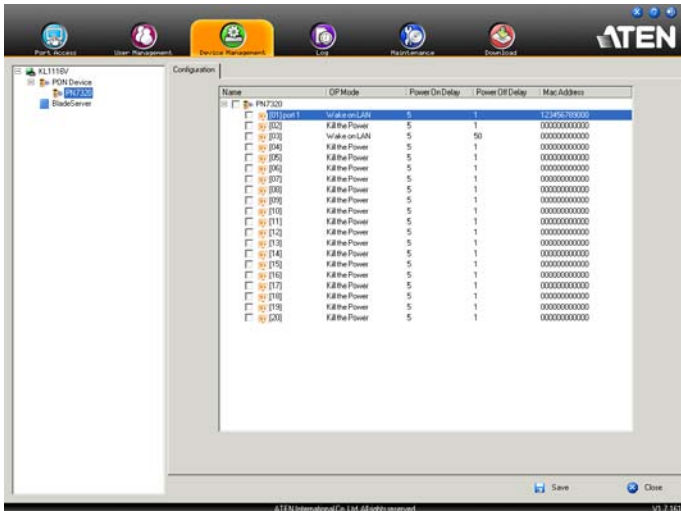 ATEN
Port Access User Management Device Management Log Maintenance Download
KL1116V
PON Device
PN7320
BladeServer
Configuration
Name OP Mode Power On Delay Power Off Delay Mac Address
PN7320
[01] port 1 Wake on LAN 5 1 123456789000
[02] Kill the Power 5 1 000000000000
[03] Wake on LAN 5 50 000000000000
[04] Kill the Power 5 1 000000000000
[05] Kill the Power 5 1 000000000000
[06] Kill the Power 5 1 000000000000
[07] Kill the Power 5 1 000000000000
[08] Kill the Power 5 1 000000000000
[09] Kill the Power 5 1 000000000000
[10] Kill the Power 5 1 000000000000
[11] Kill the Power 5 1 000000000000
[12] Kill the Power 5 1 000000000000
[13] Kill the Power 5 1 000000000000
[14] Kill the Power 5 1 000000000000
[15] Kill the Power 5 1 000000000000
[16] Kill the Power 5 1 000000000000
[17] Kill the Power 5 1 000000000000
[18] Kill the Power 5 1 000000000000
[19] Kill the Power 5 1 000000000000
[20] Kill the Power 5 1 000000000000
Save Close
ATEN International Co. Ltd. All rights reserved. V1.7.161